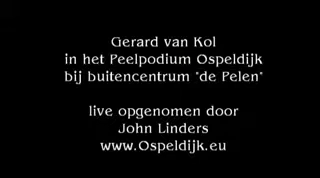 Gerard van Kol
in het Peelpodium Ospeldijk
bij buitencentrum "de Pelen"
live opgenomen door
John Linders
www.Ospeldijk.eu